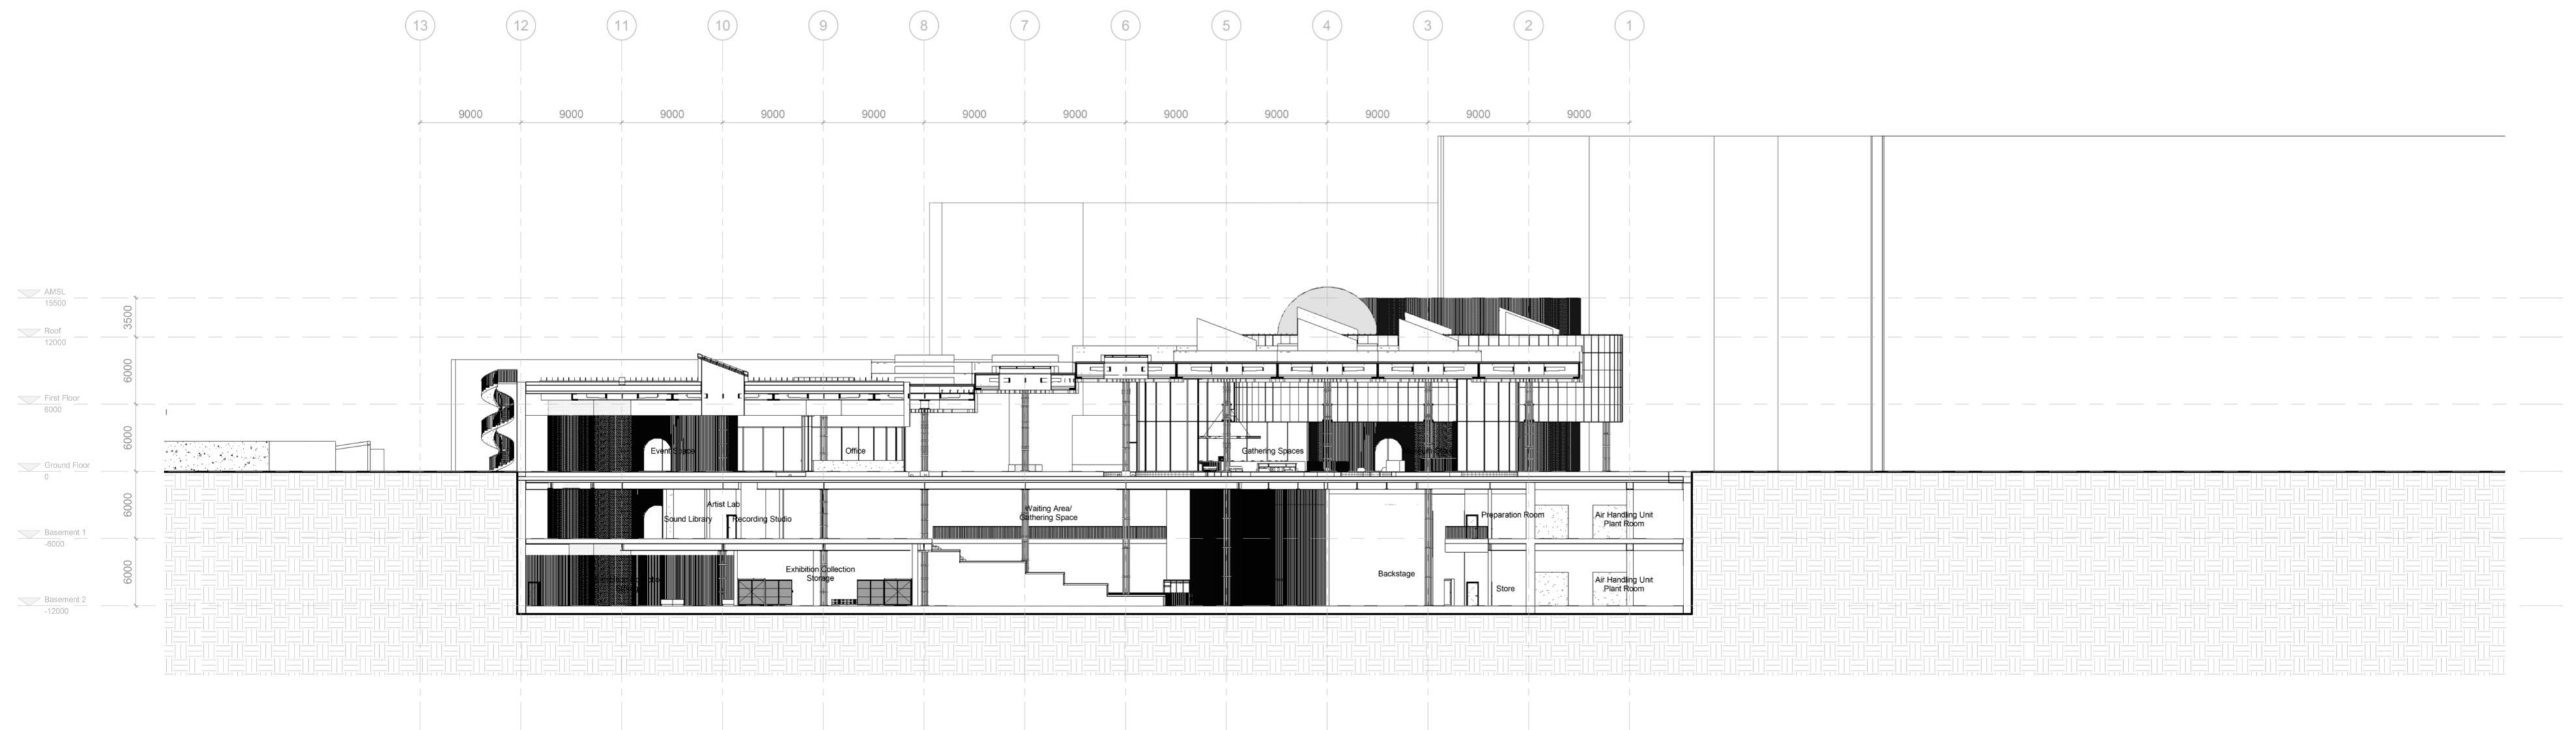 13 12 11 10 9 8 7 6 5 4 3 2 1
9000 9000 9000 9000 9000 9000 9000 9000 9000 9000 9000 9000
AMSL
15500
3500
Roof
12000
6000
First Floor
6000
6000
Event Space
Office
Gathering Spaces
Ground Floor
0
6000
Artist Lab
Sound Library
Recording Studio
Waiting Area/
Gathering Space
Preparation Room
Air Handling Unit
Plant Room
Basement 1
-6000
6000
Exhibition Collection
Storage
Backstage
Store
Air Handling Unit
Plant Room
Basement 2
-12000